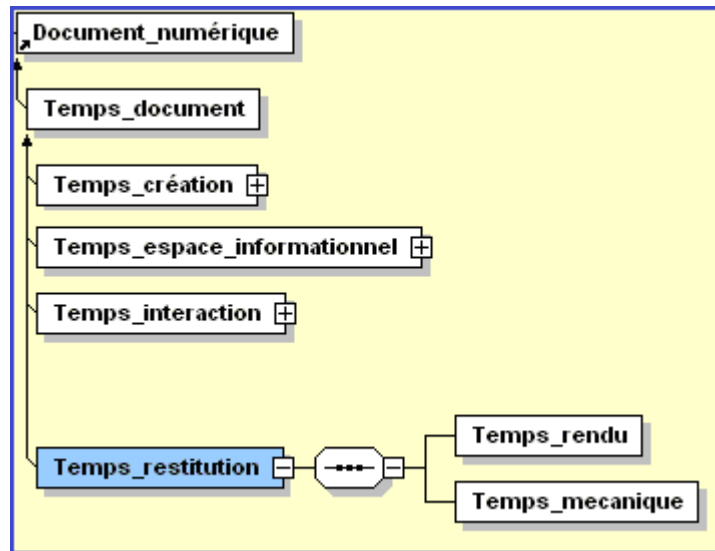 Document_numérique
Temps_document
Temps_création
Temps_espace_informationnel
Temps_interaction
Temps_restitution
Temps_rendu
Temps_mecanique